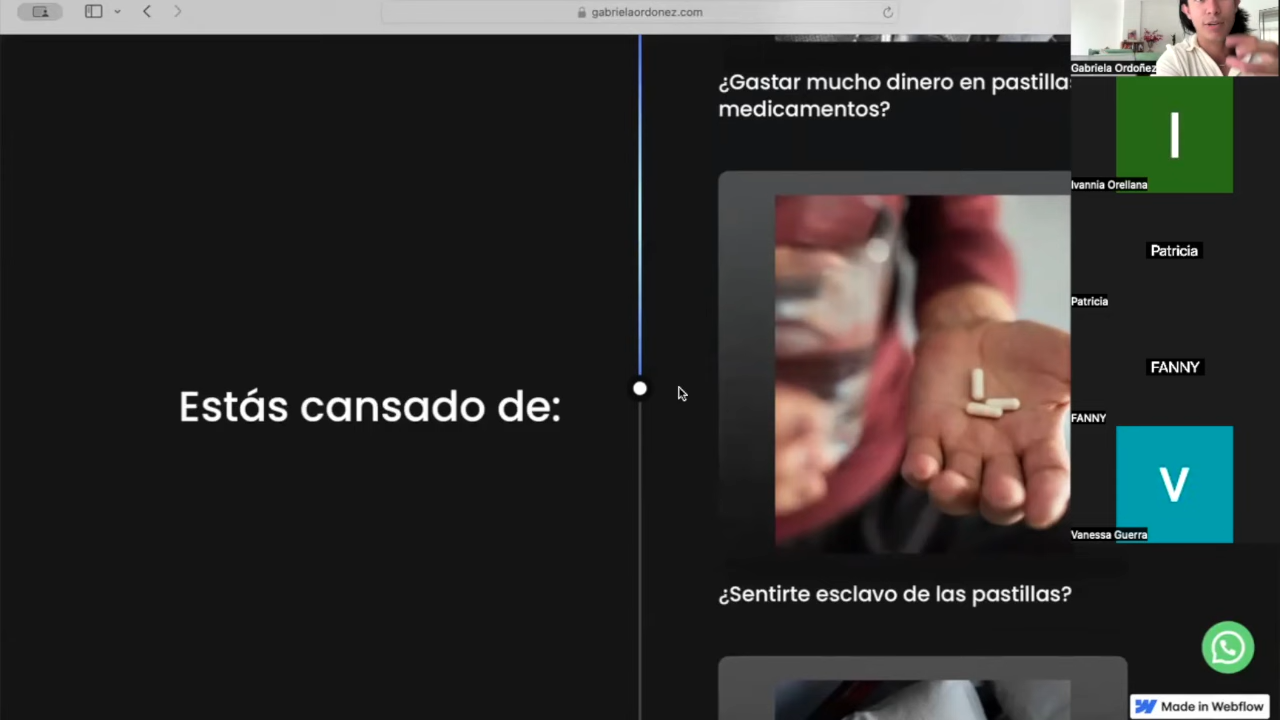 gabrielaordonez.com
¿Gastar mucho dinero en pastillas
medicamentos?
Estás cansado de:
¿Sentirte esclavo de las pastillas?
Gabriela Ordoñez
I
Ivannia Orellana
Patricia
Patricia
FANNY
FANNY
V
Vanessa Guerra
Made in Webflow